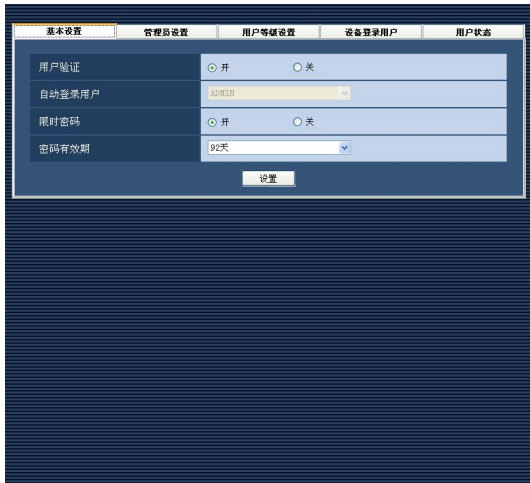 基本设置 管理员设置 用户等级设置 设备登录用户 用户状态
用户验证 开 关
自动登录用户 ADMIN
限时密码 开 关
密码有效期 92天
设置